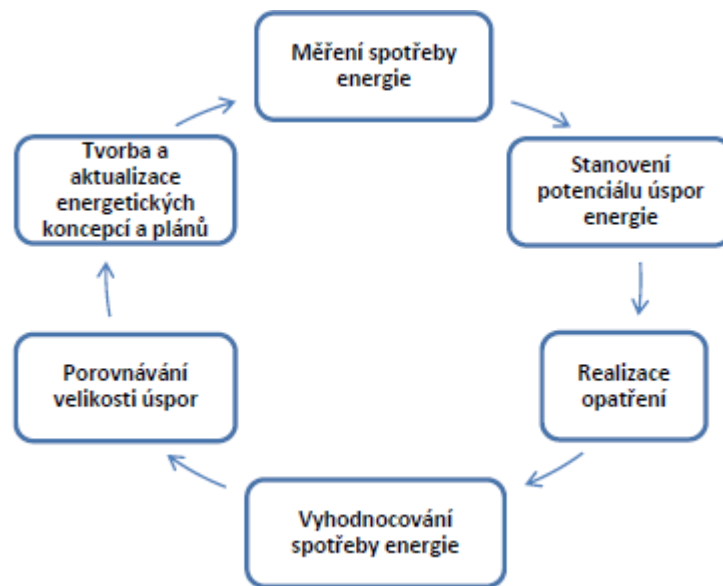 Měření spotřeby
energie
Stanovení
potenciálu úspor
energie
Realizace
opatření
Vyhodnocování
spotřeby energie
Porovnávání
velikosti úspor
Tvorba a
aktualizace
energetických
koncepcí a plánů